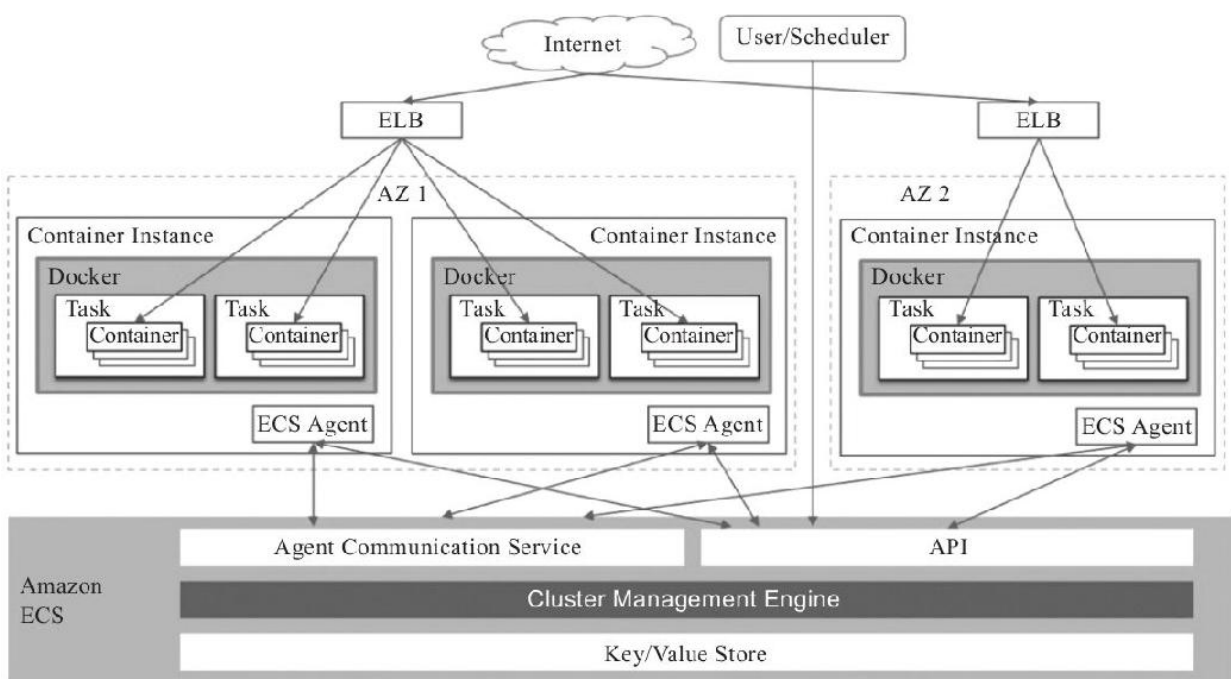 Internet
User/Scheduler
ELB
ELB
AZ 1
AZ 2
Container Instance
Container Instance
Container Instance
Docker
Docker
Docker
Task
Task
Task
Task
Task
Task
Container
Container
Container
Container
Container
Container
ECS Agent
ECS Agent
ECS Agent
Agent Communication Service
API
Amazon
ECS
Cluster Management Engine
Key/Value Store